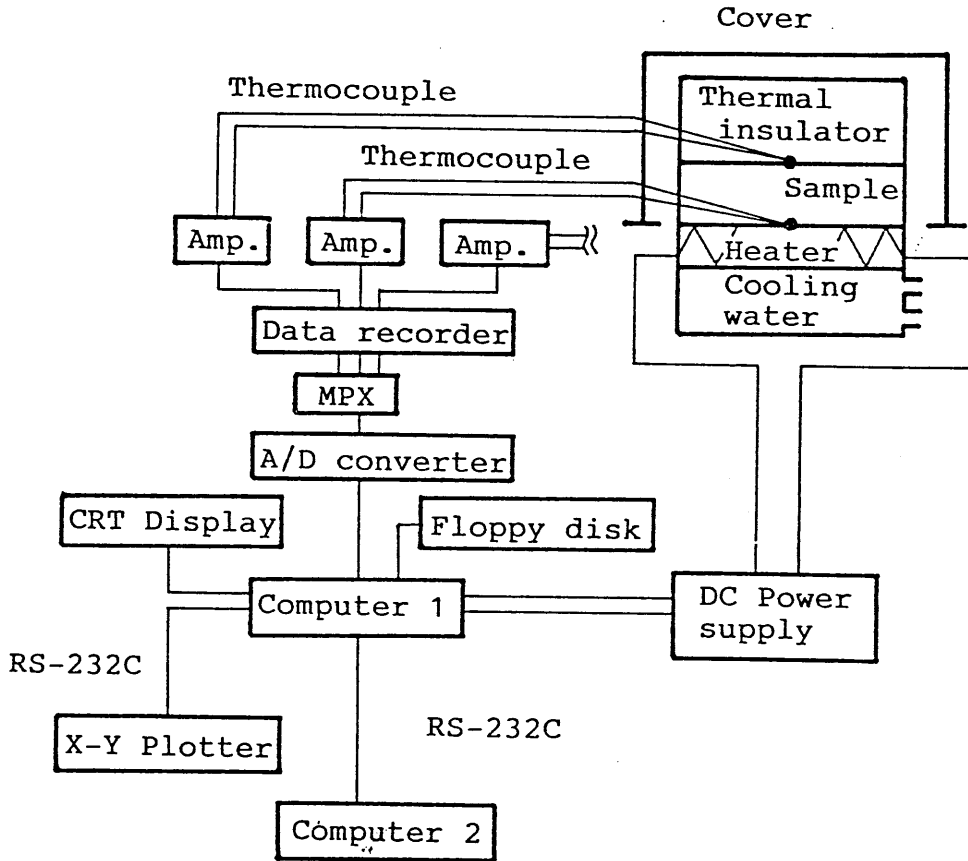 Cover
Thermocouple
Thermal
insulator
Thermocouple
Sample
Amp.
Amp.
Amp.
Heater
Cooling
water
Data recorder
MPX
A/D converter
CRT Display
Floppy disk
Computer 1
DC Power
supply
RS-232C
RS-232C
X-Y Plotter
Computer 2